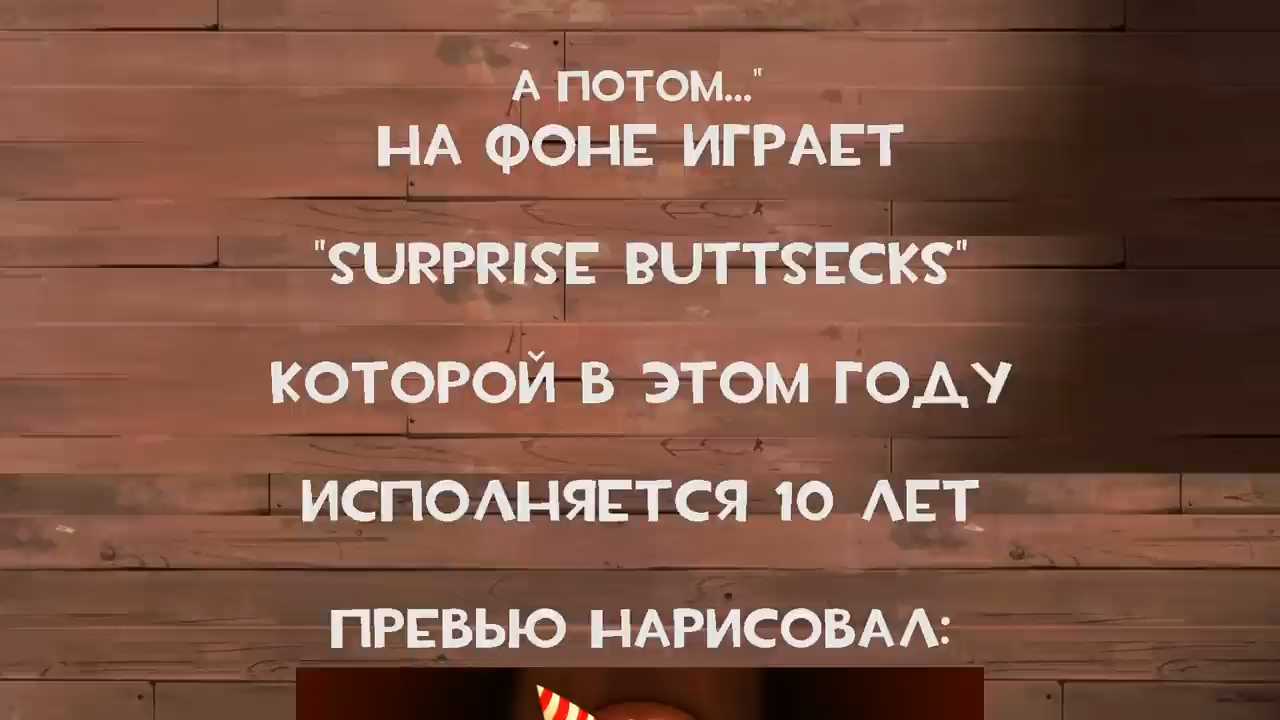 А ПОТОМ..."
НА ФОНЕ ИГРАЕТ
"SURPRISE BUTTSECKS"
КОТОРОЙ В ЭТОМ ГОДУ
ИСПОЛНЯЕТСЯ 10 ЛЕТ
ПРЕВЬЮ НАРИСОВАЛ: